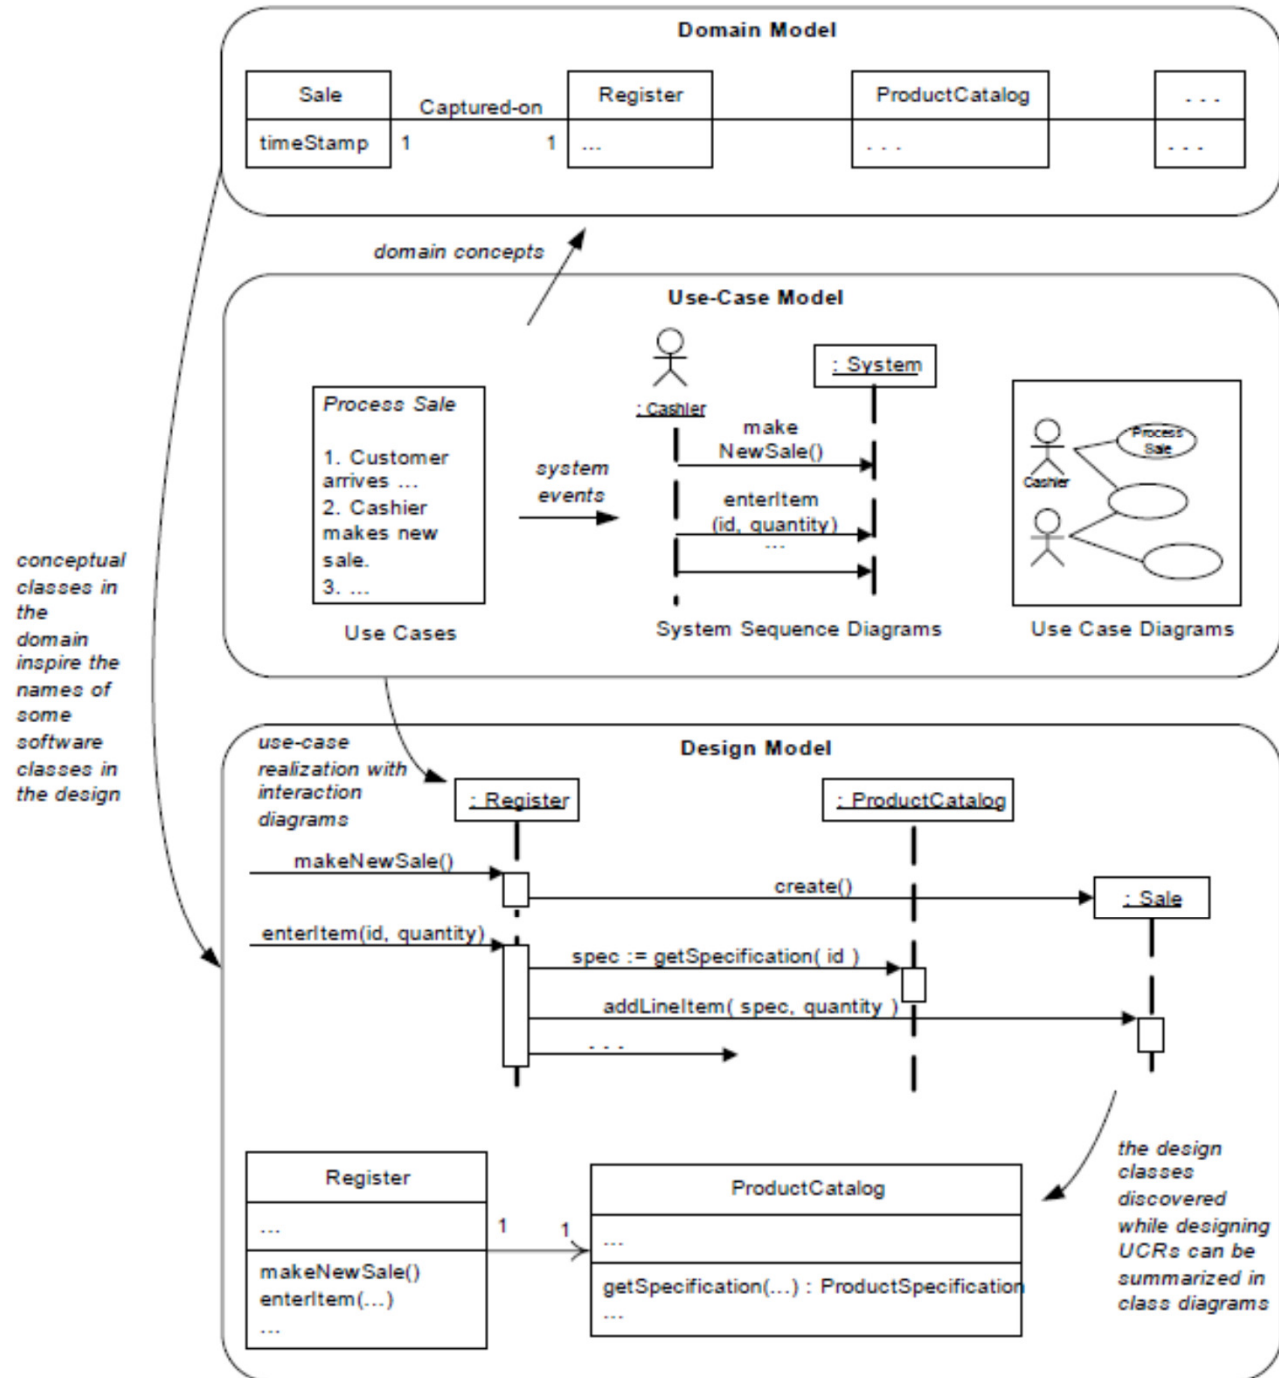 Domain Model
Sale
Captured-on
Register
ProductCatalog
. . .
timeStamp
1
1
...
. . .
. . .
domain concepts
Use-Case Model
Process Sale
1. Customer
arrives ...
2. Cashier
makes new
sale.
3. ...
Use Cases
system
events
: Cashier
: System
make
NewSale()
enterItem
(id, quantity)
...
System Sequence Diagrams
Process
Sale
Cashier
Use Case Diagrams
conceptual
classes in
the
domain
inspire the
names of
some
software
classes in
the design
Design Model
use-case
realization with
interaction
diagrams
: Register
: ProductCatalog
makeNewSale()
create()
: Sale
enterItem(id, quantity)
spec := getSpecification( id )
addLineItem( spec, quantity )
. . .
Register
...
makeNewSale()
enterItem(...)
...
1
1
ProductCatalog
...
getSpecification(...) : ProductSpecification
...
the design
classes
discovered
while designing
UCRs can be
summarized in
class diagrams